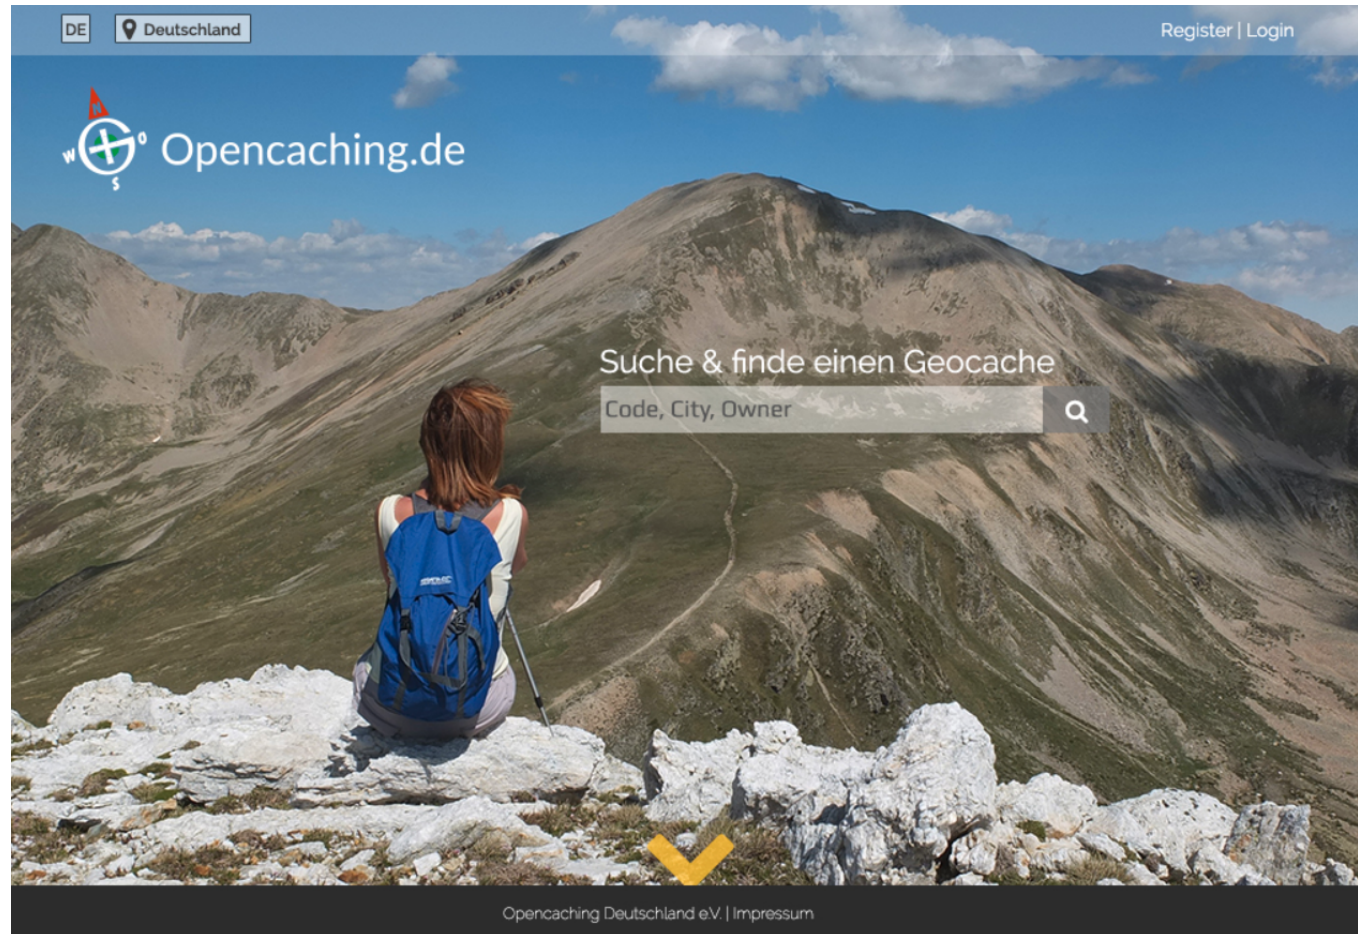 DE
Deutschland
Register | Login
N
W O
S
Opencaching.de
Suche & finde einen Geocache
Code, City, Owner
Opencaching Deutschland e.V. | Impressum